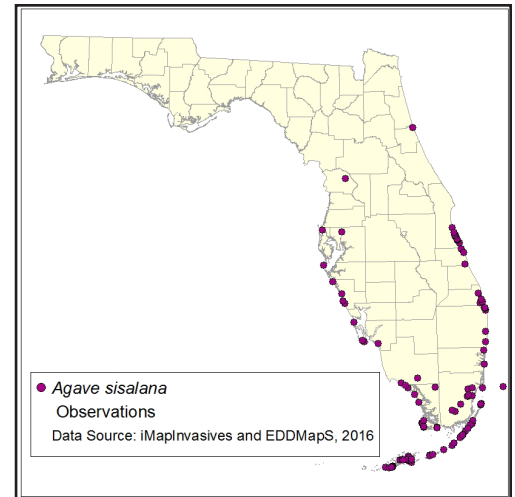 Agave sisalana
Observations
Data Source: iMapInvasives and EDDMapS, 2016